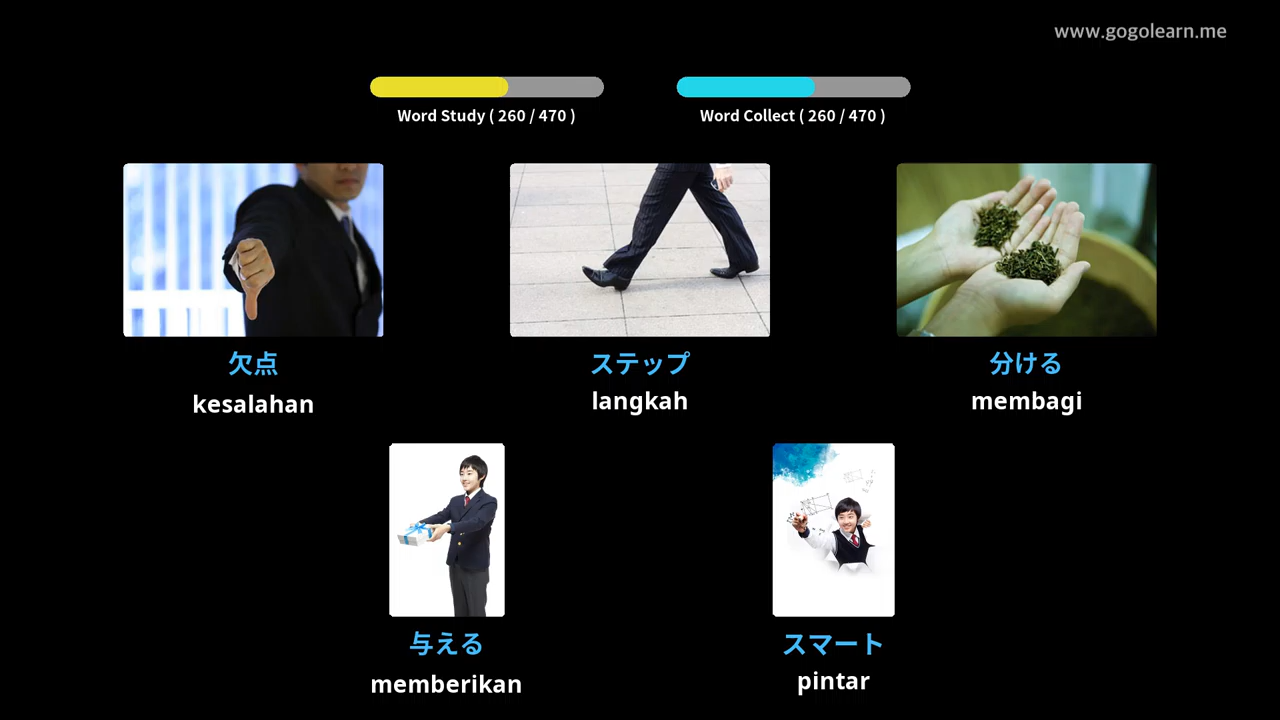 www.gogolearn.me
Word Study ( 260 / 470 )
Word Collect ( 260 / 470 )
欠点
kesalahan
ステップ
langkah
分ける
membagi
与える
memberikan
スマート
pintar